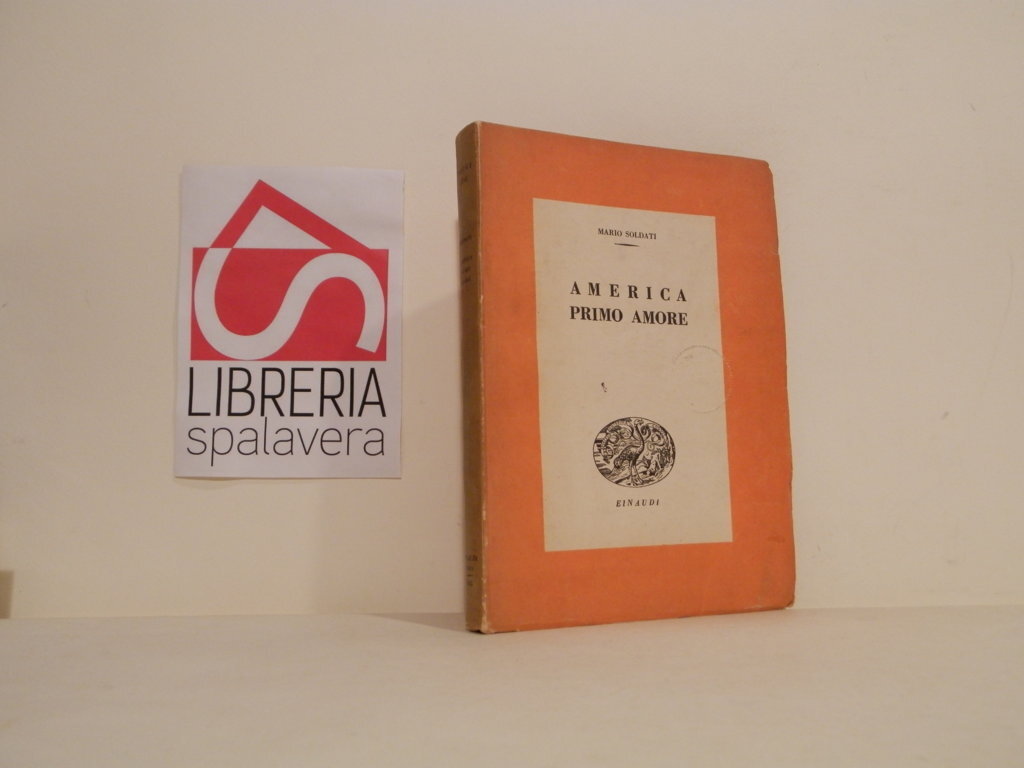 LIBRERIA
spalavera
MARIO SOLDATI
AMERICA
PRIMO AMORE
EINAUDI